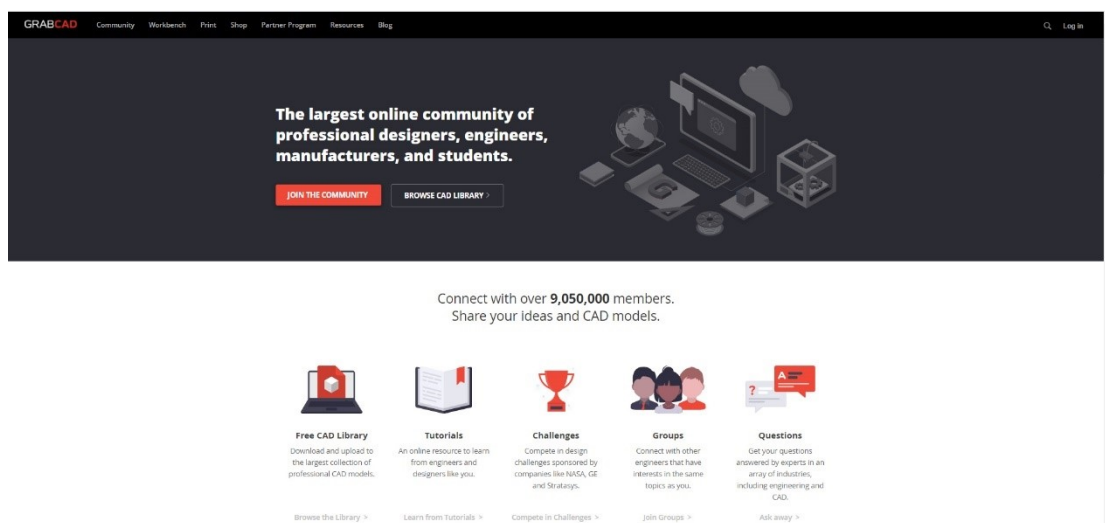 GRABCAD Community Workbench Print Shop Partner Program Resources Blog Log in
The largest online community of
professional designers, engineers,
manufacturers, and students.
JOIN THE COMMUNITY BROWSE CAD LIBRARY >
Connect with over 9,050,000 members.
Share your ideas and CAD models.
Free CAD Library
Download and upload to
the largest collection of
professional CAD models.
Browse the Library >
Tutorials
An online resource to learn
from engineers and
designers like you.
Learn from Tutorials >
Challenges
Compete in design
challenges sponsored by
companies like NASA, GE
and Stratasys.
Compete in Challenges >
Groups
Connect with other
engineers that have
interests in the same
topics as you.
Join Groups >
Questions
Get your questions
answered by experts in an
array of industries,
including engineering and
CAD.
Ask away >